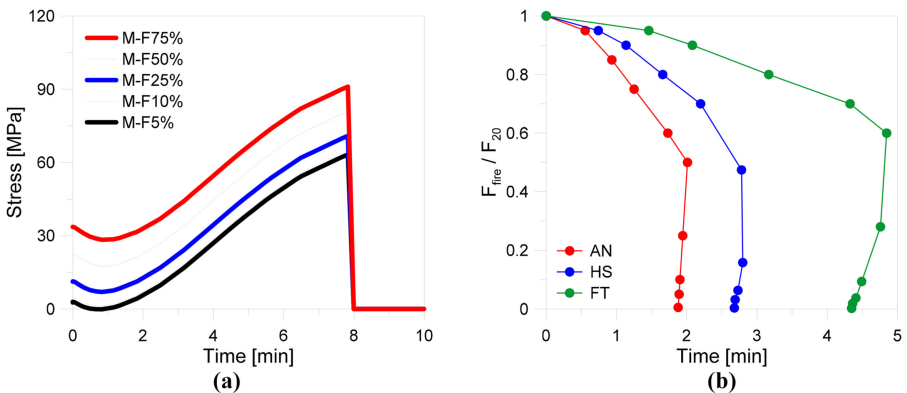 120
90
60
30
0
Stress [MPa]
M-F75%
M-F50%
M-F25%
M-F10%
M-F5%
0 2 4 6 8 10
Time [min]
(a)
1
0.8
0.6
0.4
0.2
0
F_fire / F_20
AN
HS
FT
0 1 2 3 4 5
Time [min]
(b)